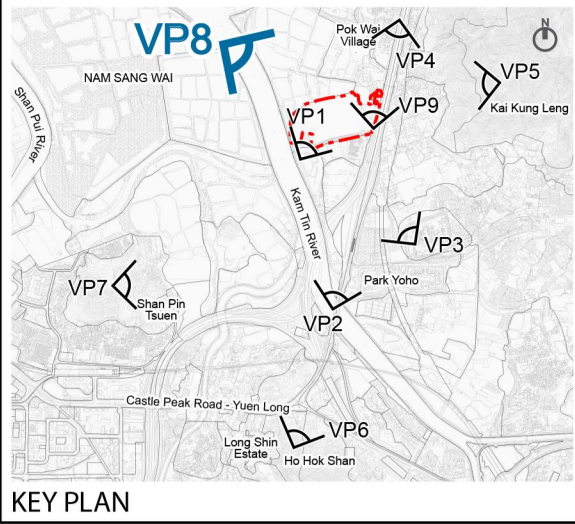 N
Pok Wai
Village
VP8
VP4
VP5
NAM SANG WAI
Kai Kung Leng
VP1
VP9
Shan Pui River
Kam Tin River
VP3
VP7
Shan Pin
Tsuen
Park Yoho
VP2
Castle Peak Road - Yuen Long
VP6
Long Shin
Estate
Ho Hok Shan
KEY PLAN